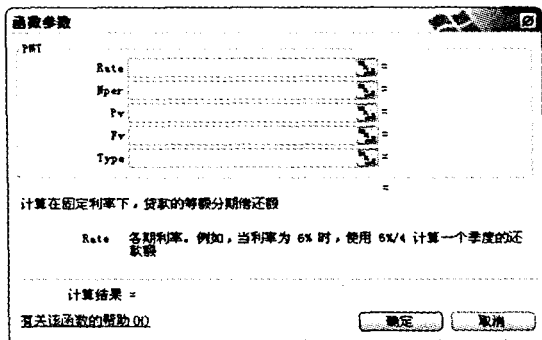 函数参数
PMT
Rate =
Nper =
Pv =
Fv =
Type =
=
计算在固定利率下，贷款的等额分期偿还额
Rate 各期利率。例如，当利率为 6% 时，使用 6%/4 计算一个季度的还
款额
计算结果 =
有关该函数的帮助(H) 确定 取消